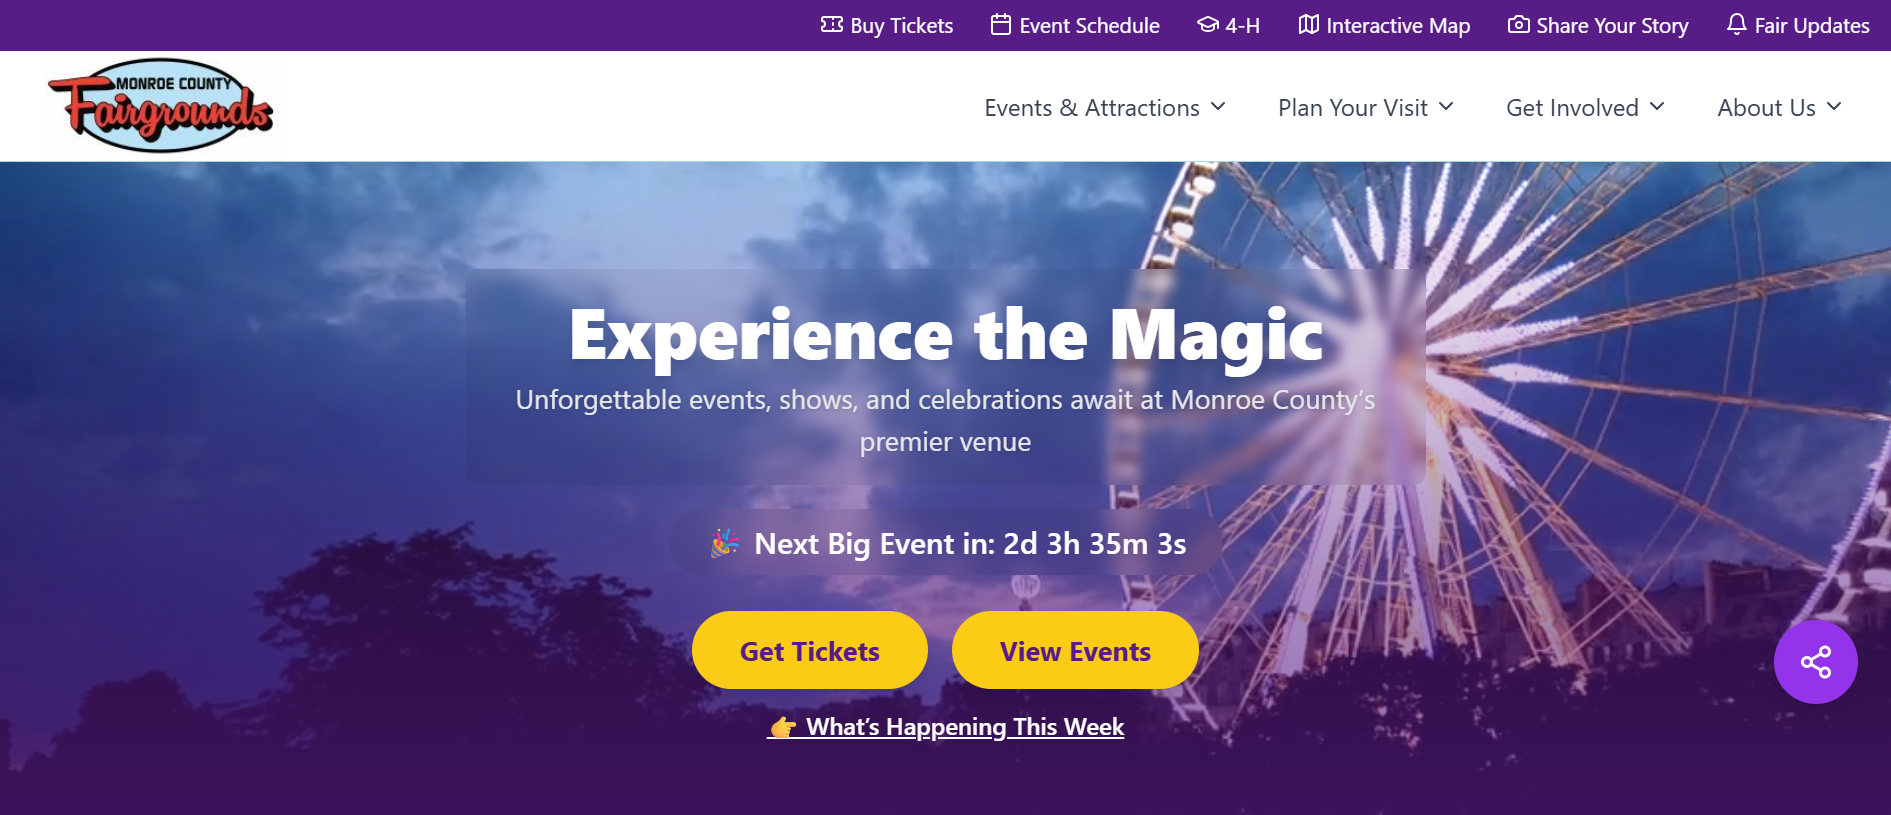 Buy Tickets Event Schedule 4-H Interactive Map Share Your Story Fair Updates
MONROE COUNTY
Fairgrounds
Events & Attractions Plan Your Visit Get Involved About Us
Experience the Magic
Unforgettable events, shows, and celebrations await at Monroe County’s
premier venue
🎉 Next Big Event in: 2d 3h 35m 3s
Get Tickets View Events
👉 What’s Happening This Week